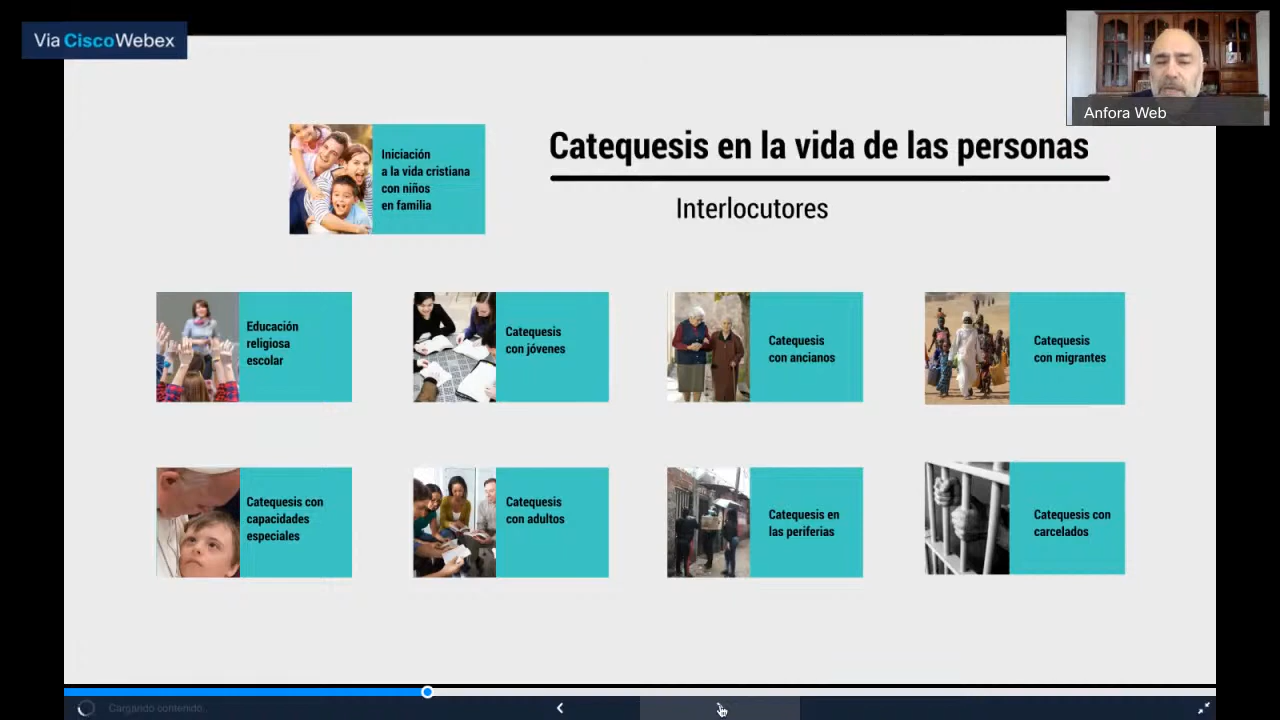 Via CiscoWebex
Anfora Web
Catequesis en la vida de las personas
Interlocutores
Iniciación
a la vida cristiana
con niños
en familia
Educación
religiosa
escolar
Catequesis
con jóvenes
Catequesis
con ancianos
Catequesis
con migrantes
Catequesis con
capacidades
especiales
Catequesis
con adultos
Catequesis en
las periferias
Catequesis con
carcelados
Cargando contenido..